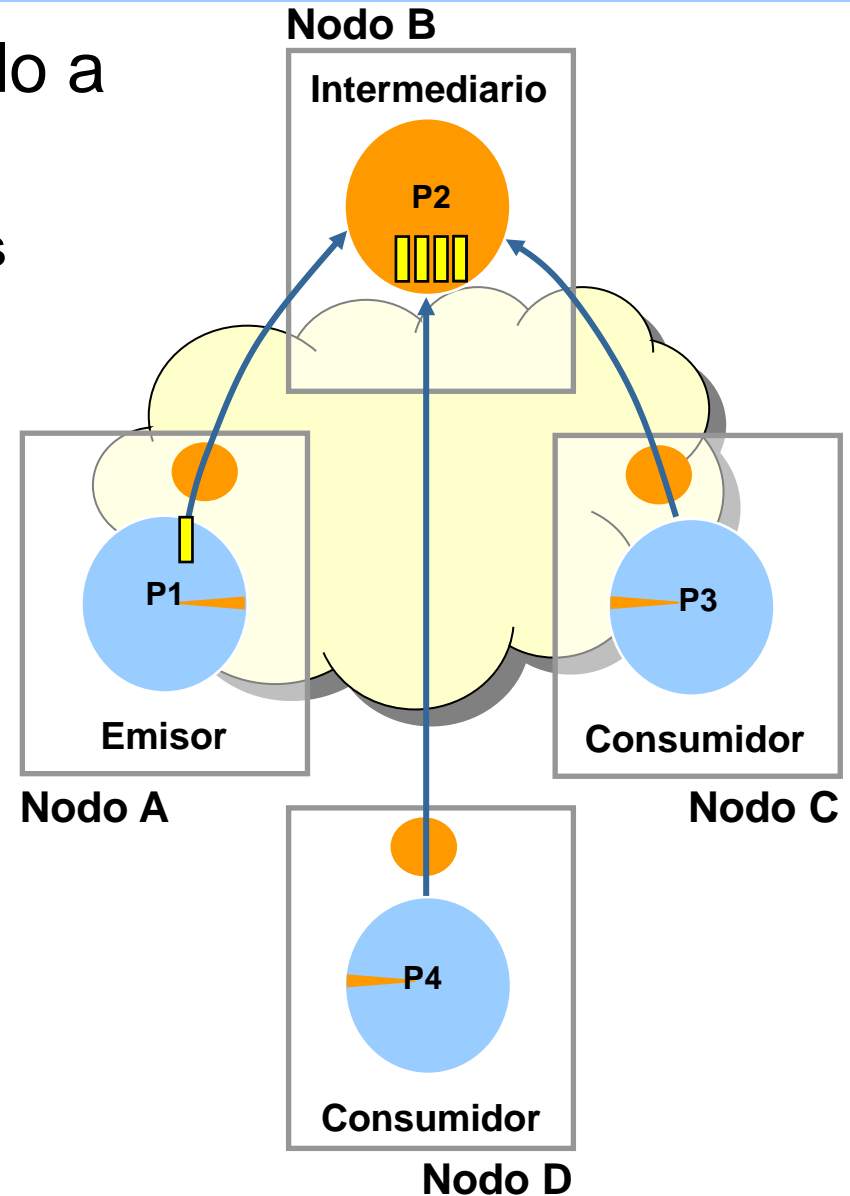 Nodo B
o a
Intermediario
P2
s
P1
P3
Emisor
Consumidor
Nodo A
Nodo C
P4
Consumidor
Nodo D